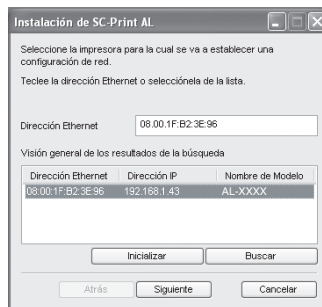 Instalación de SC-Print AL
Seleccione la impresora para la cual se va a establecer una
configuración de red.
Teclee la dirección Ethernet o selecciónela de la lista.
Dirección Ethernet 08.00.1F:B2:3E:96
Visión general de los resultados de la búsqueda
Dirección Ethernet Dirección IP Nombre de Modelo
08:00:1F:B2:3E:96 192.168.1.43 AL-XXXX
Inicializar Buscar
Atrás Siguiente Cancelar